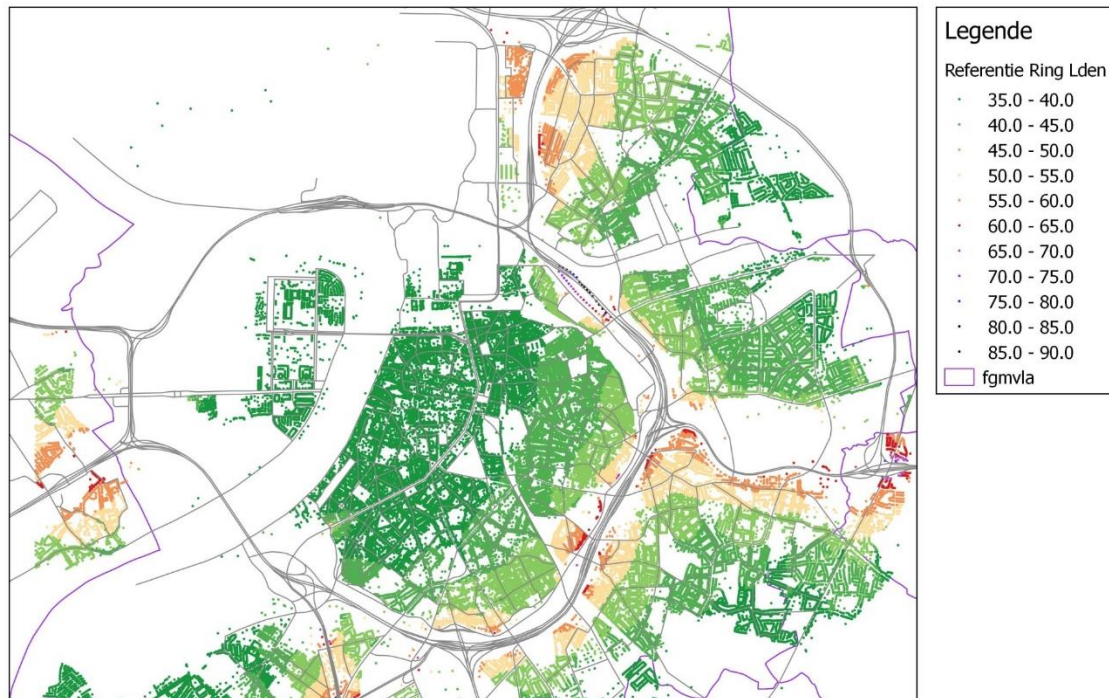 Legende
Referentie Ring Lden
35.0 - 40.0
40.0 - 45.0
45.0 - 50.0
50.0 - 55.0
55.0 - 60.0
60.0 - 65.0
65.0 - 70.0
70.0 - 75.0
75.0 - 80.0
80.0 - 85.0
85.0 - 90.0
fgmvla